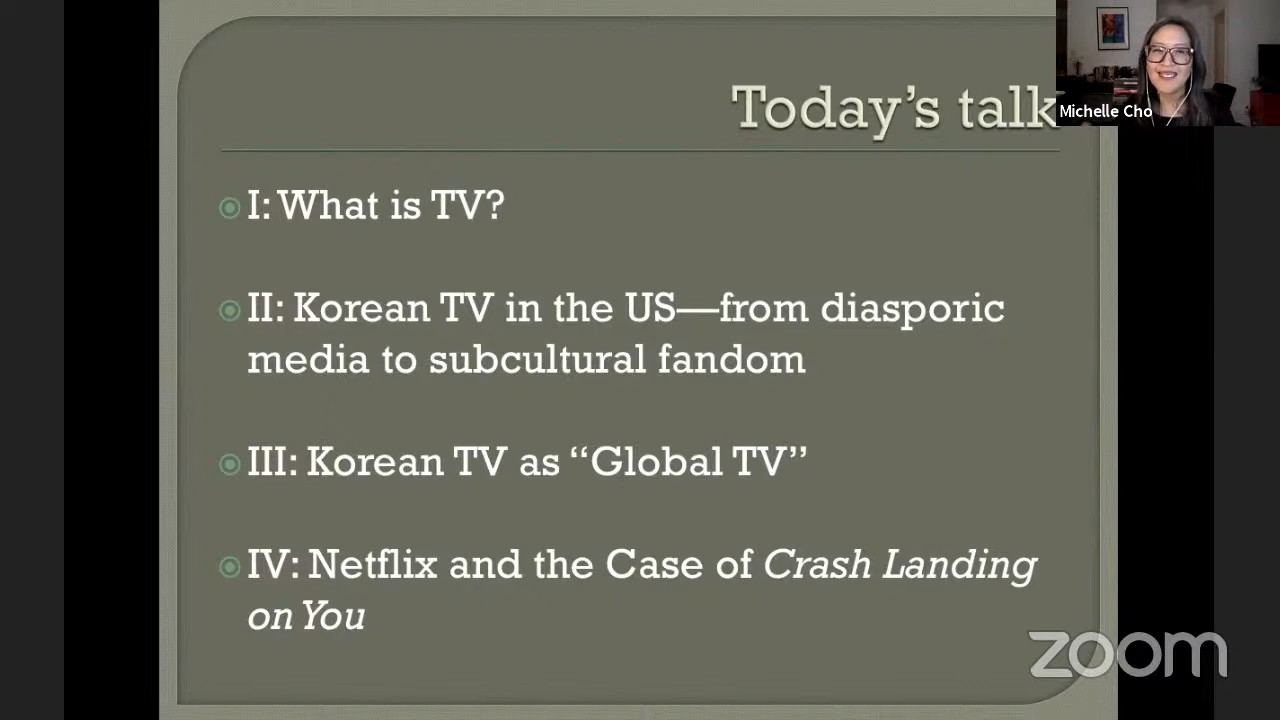 Today's talk
Michelle Cho
I: What is TV?
II: Korean TV in the US—from diasporic
media to subcultural fandom
III: Korean TV as “Global TV”
IV: Netflix and the Case of Crash Landing
on You
zoom